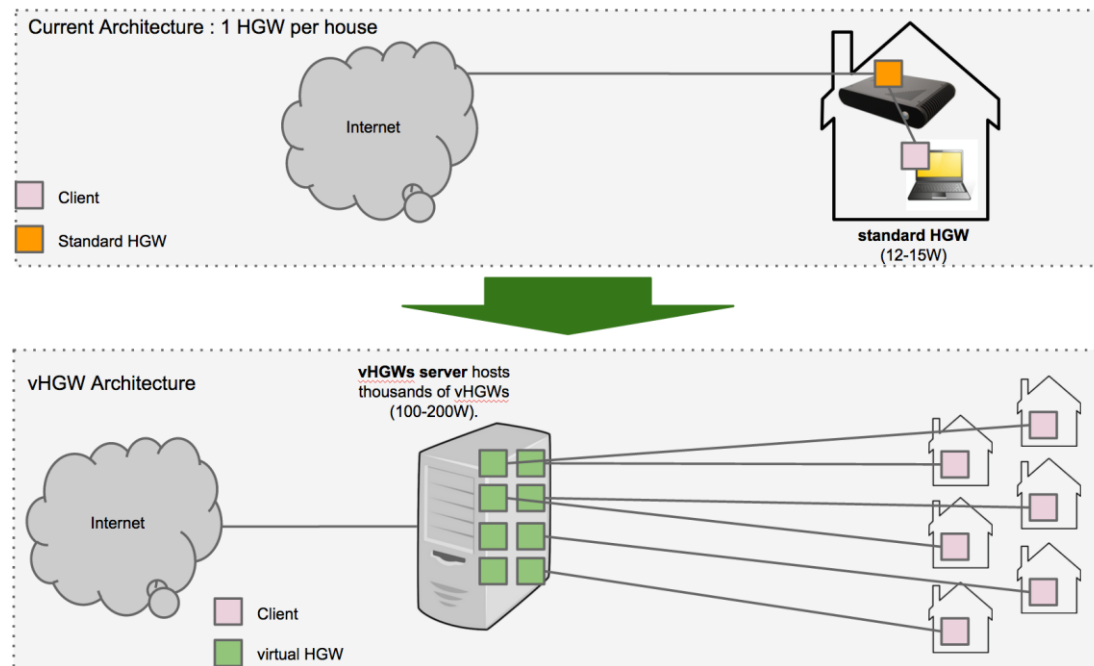 Current Architecture : 1 HGW per house
Internet
Client
Standard HGW
standard HGW
(12-15W)
vHGW Architecture
vHGWs server hosts
thousands of vHGWs
(100-200W).
Internet
Client
virtual HGW